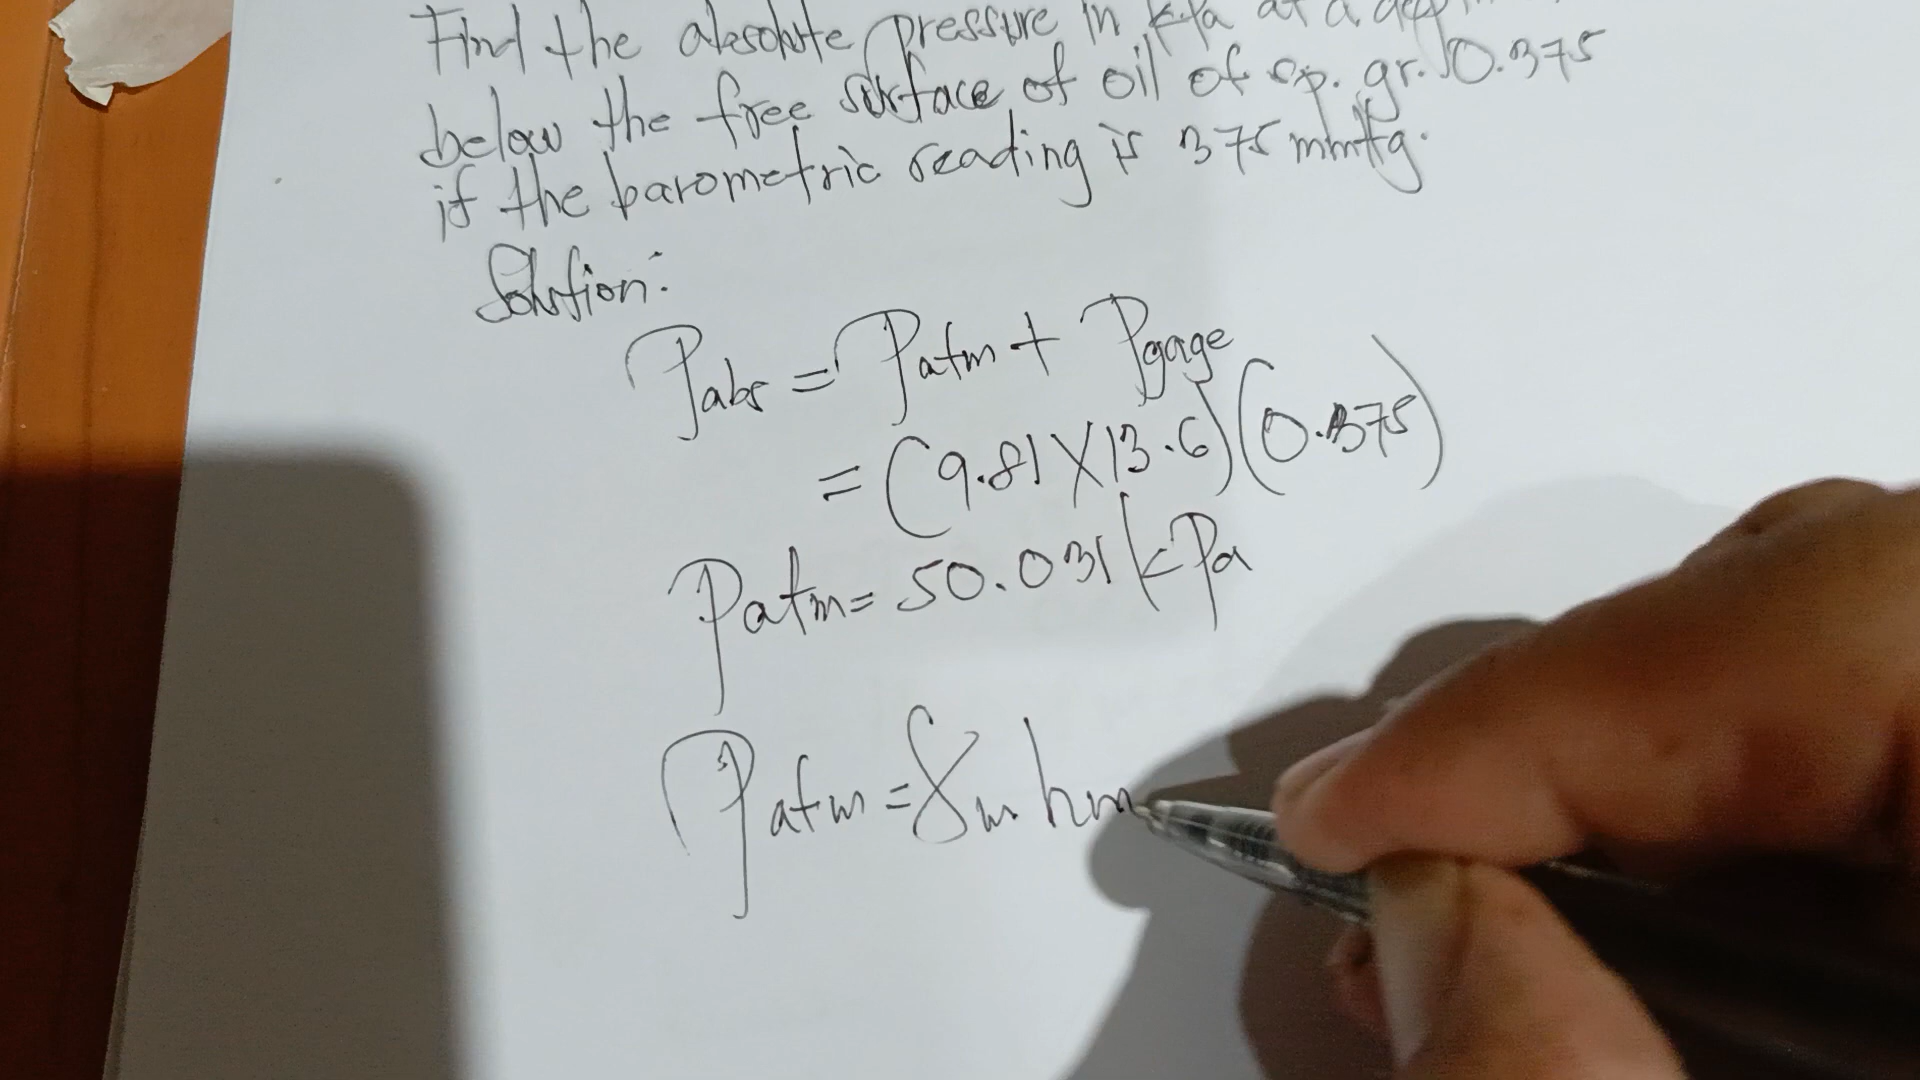 Find the absolute pressure in kPa at a
below the free surface of oil of sp. gr. 0.375
if the barometric reading is 375 mmHg.
Solution:
Pabs = Patm + Pgage
= (9.81 X 13.6) (0.375)
Patm = 50.031 kPa
Patm = γm hm